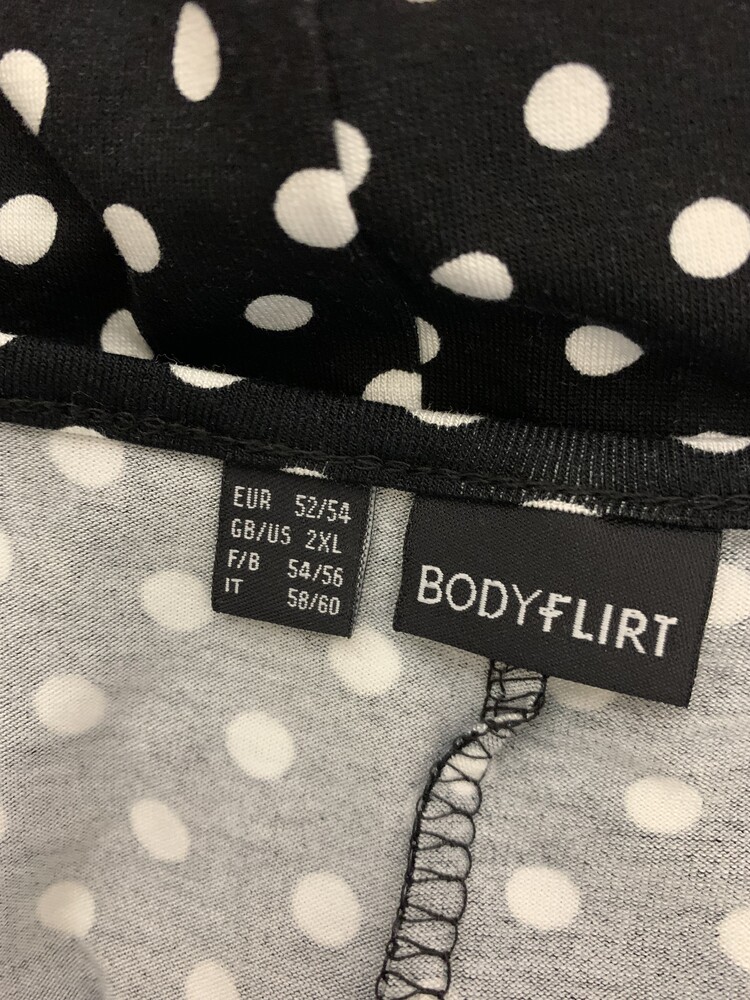 EUR 52/54
GB/US 2XL
F/B 54/56
IT 58/60
BODYFLIRT